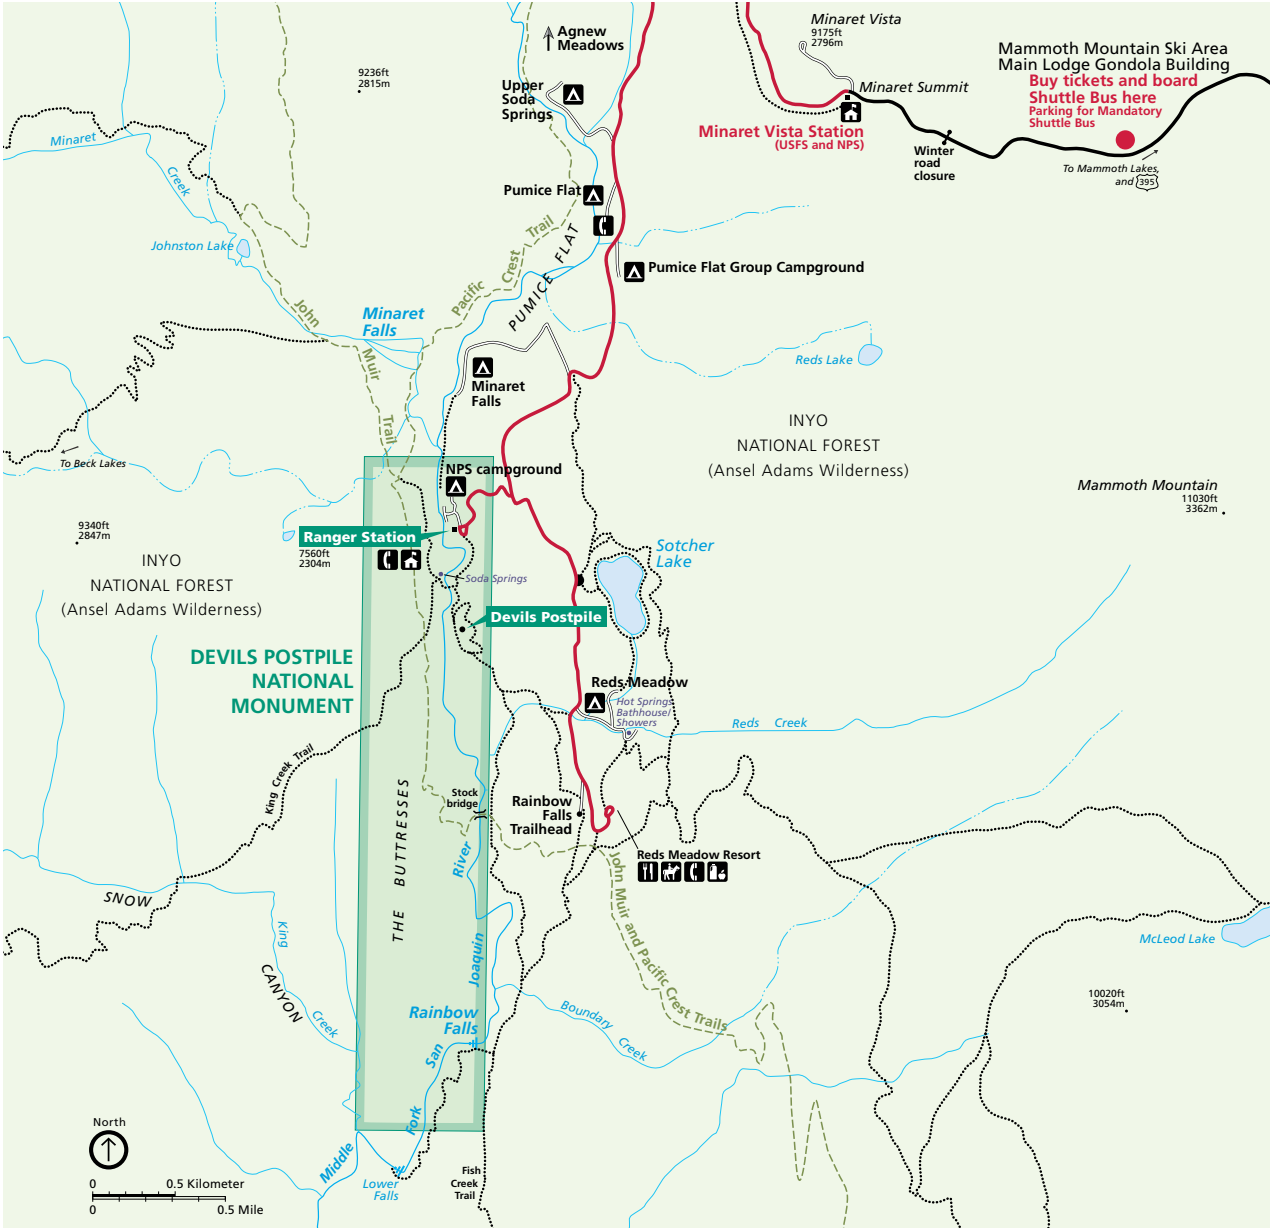 Minaret Vista
9175ft
2796m
Agnew
Meadows
Mammoth Mountain Ski Area
Main Lodge Gondola Building
Buy tickets and board
Shuttle Bus here
Parking for Mandatory
Shuttle Bus
9236ft
2815m
Upper
Soda
Springs
Minaret Summit
Minaret Vista Station
(USFS and NPS)
Winter
road
closure
To Mammoth Lakes,
and 395
Minaret
Creek
Pumice Flat
Johnston Lake
Pacific Crest Trail
PUMICE FLAT
Pumice Flat Group Campground
John
Muir
Trail
Minaret
Falls
Reds Lake
Minaret
Falls
INYO
NATIONAL FOREST
(Ansel Adams Wilderness)
To Beck Lakes
NPS campground
Mammoth Mountain
11030ft
3362m
9340ft
2847m
Ranger Station
7560ft
2304m
INYO
NATIONAL FOREST
(Ansel Adams Wilderness)
Soda Springs
Sotcher
Lake
Devils Postpile
DEVILS POSTPILE
NATIONAL
MONUMENT
Reds Meadow
Hot Springs
Bathhouse/
Showers
Reds Creek
King Creek Trail
THE BUTTRESSES
Stock
bridge
Rainbow
Falls
Trailhead
Reds Meadow Resort
John Muir and Pacific Crest Trails
SNOW
CANYON
King
Creek
McLeod Lake
10020ft
3054m
Rainbow
Falls
Boundary
Creek
Middle
Fork
San
Joaquin
River
Lower
Falls
Fish
Creek
Trail
North
0
0.5 Kilometer
0
0.5 Mile